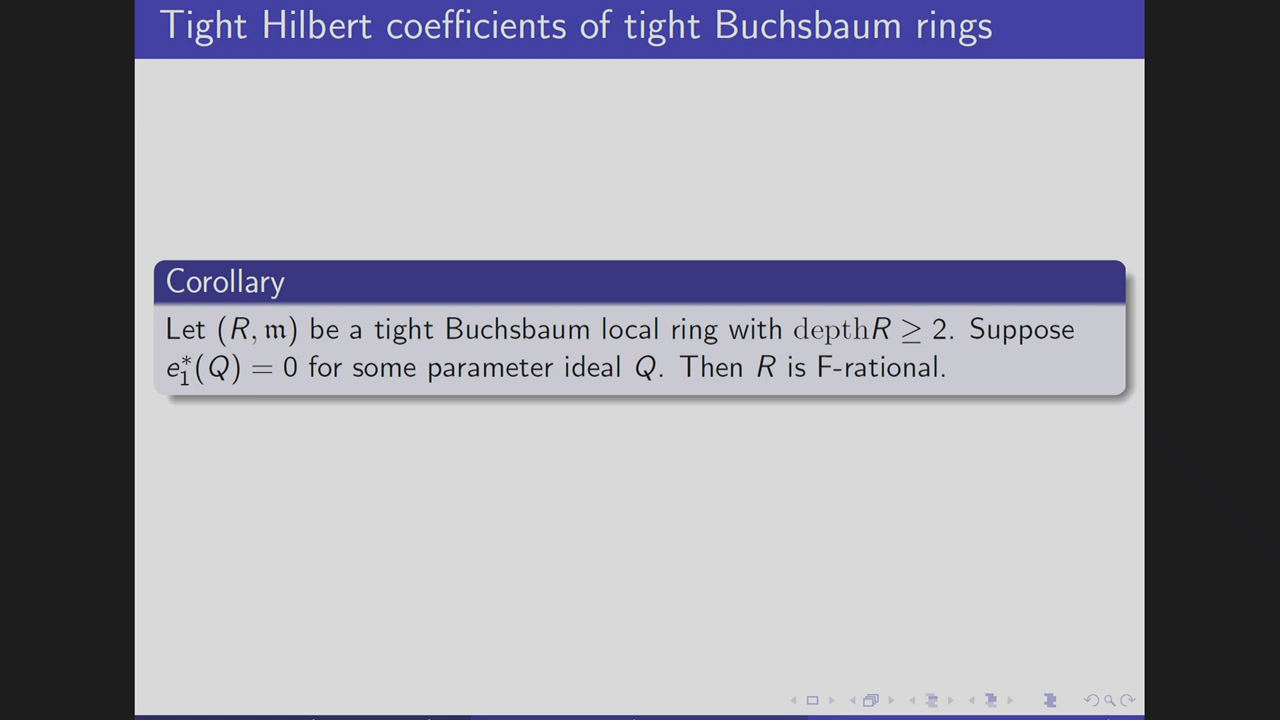 Tight Hilbert coefficients of tight Buchsbaum rings
Corollary
Let (R, 𝔪) be a tight Buchsbaum local ring with depthR ≥ 2. Suppose
e₁*(Q) = 0 for some parameter ideal Q. Then R is F-rational.